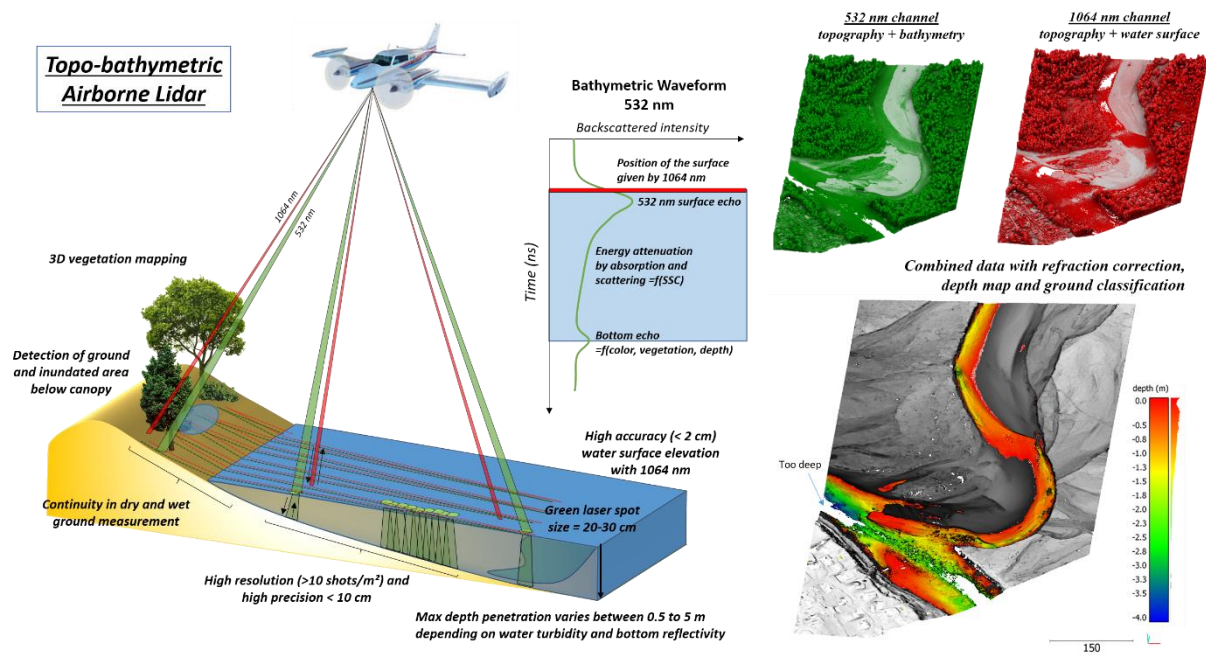 Topo-bathymetric
Airborne Lidar
1064 nm
532 nm
3D vegetation mapping
Detection of ground
and inundated area
below canopy
Continuity in dry and wet
ground measurement
High resolution (>10 shots/m²) and
high precision < 10 cm
Max depth penetration varies between 0.5 to 5 m
depending on water turbidity and bottom reflectivity
High accuracy (< 2 cm)
water surface elevation
with 1064 nm
Green laser spot
size = 20-30 cm
Bathymetric Waveform
532 nm
Backscattered intensity
Time (ns)
Position of the surface
given by 1064 nm
532 nm surface echo
Energy attenuation
by absorption and
scattering =f(SSC)
Bottom echo
=f(color, vegetation, depth)
532 nm channel
topography + bathymetry
1064 nm channel
topography + water surface
Combined data with refraction correction,
depth map and ground classification
Too deep
depth (m)
0.0
-0.5
-1.0
-1.3
-1.5
-1.8
-2.0
-2.3
-2.5
-2.8
-3.0
-3.5
-4.0
150